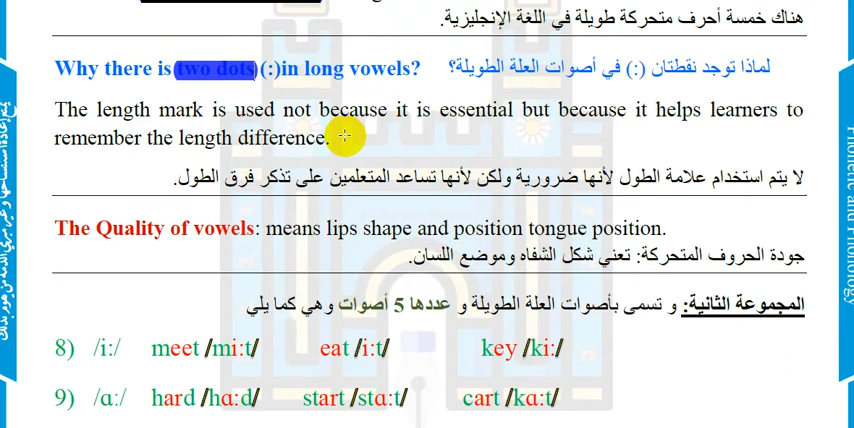 هناك خمسة أحرف متحركة طويلة في اللغة الإنجليزية.
Why there is two dots (:)in long vowels? لماذا توجد نقطتان (:) في أصوات العلة الطويلة؟
The length mark is used not because it is essential but because it helps learners to
remember the length difference.
لا يتم استخدام علامة الطول لأنها ضرورية ولكن لأنها تساعد المتعلمين على تذكر فرق الطول.
The Quality of vowels: means lips shape and position tongue position.
جودة الحروف المتحركة: تعني شكل الشفاه وموضع اللسان.
المجموعة الثانية: و تسمى بأصوات العلة الطويلة و عددها 5 أصوات وهي كما يلي
8) /i:/ meet /mi:t/ eat /i:t/ key /ki:/
9) /ɑ:/ hard /hɑ:d/ start /stɑ:t/ cart /kɑ:t/
Phonetic and Phonology